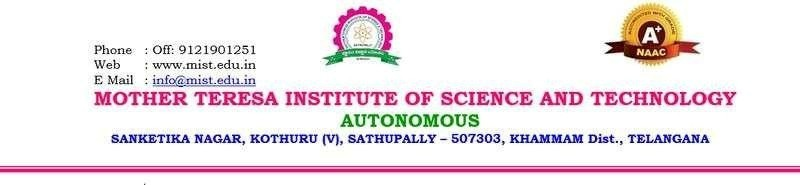 Phone : Off: 9121901251
Web : www.mist.edu.in
E Mail : info@mist.edu.in
A+
NAAC
MOTHER TERESA INSTITUTE OF SCIENCE AND TECHNOLOGY
AUTONOMOUS
SANKETIKA NAGAR, KOTHURU (V), SATHUPALLY – 507303, KHAMMAM Dist., TELANGANA